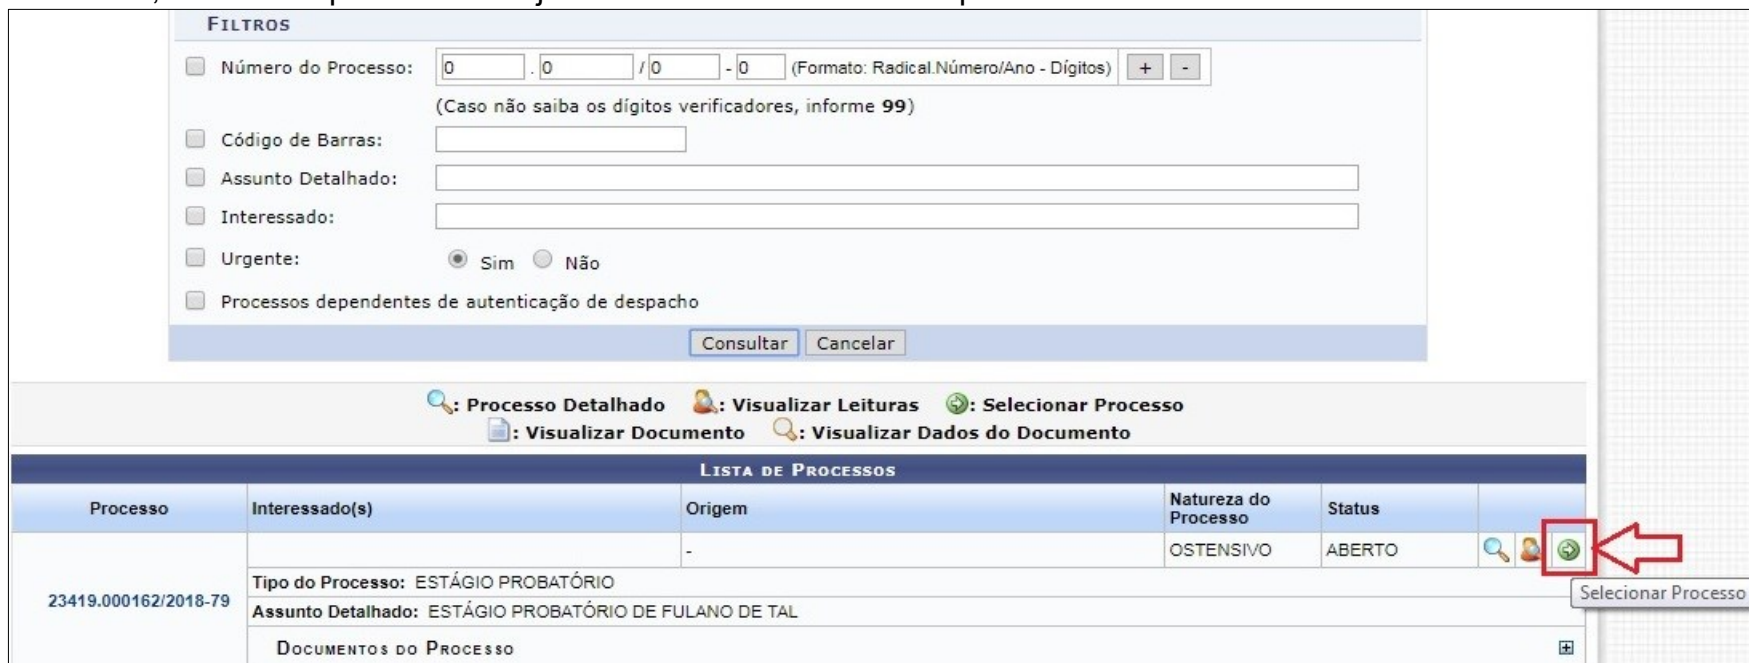 FILTROS
Número do Processo: 0 . 0 / 0 - 0 (Formato: Radical.Número/Ano - Dígitos) + -
(Caso não saiba os dígitos verificadores, informe 99)
Código de Barras:
Assunto Detalhado:
Interessado:
Urgente: Sim Não
Processos dependentes de autenticação de despacho
Consultar Cancelar
: Processo Detalhado : Visualizar Leituras : Selecionar Processo
: Visualizar Documento : Visualizar Dados do Documento
LISTA DE PROCESSOS
Processo Interessado(s) Origem Natureza do Processo Status
- OSTENSIVO ABERTO
Selecionar Processo
23419.000162/2018-79
Tipo do Processo: ESTÁGIO PROBATÓRIO
Assunto Detalhado: ESTÁGIO PROBATÓRIO DE FULANO DE TAL
DOCUMENTOS DO PROCESSO